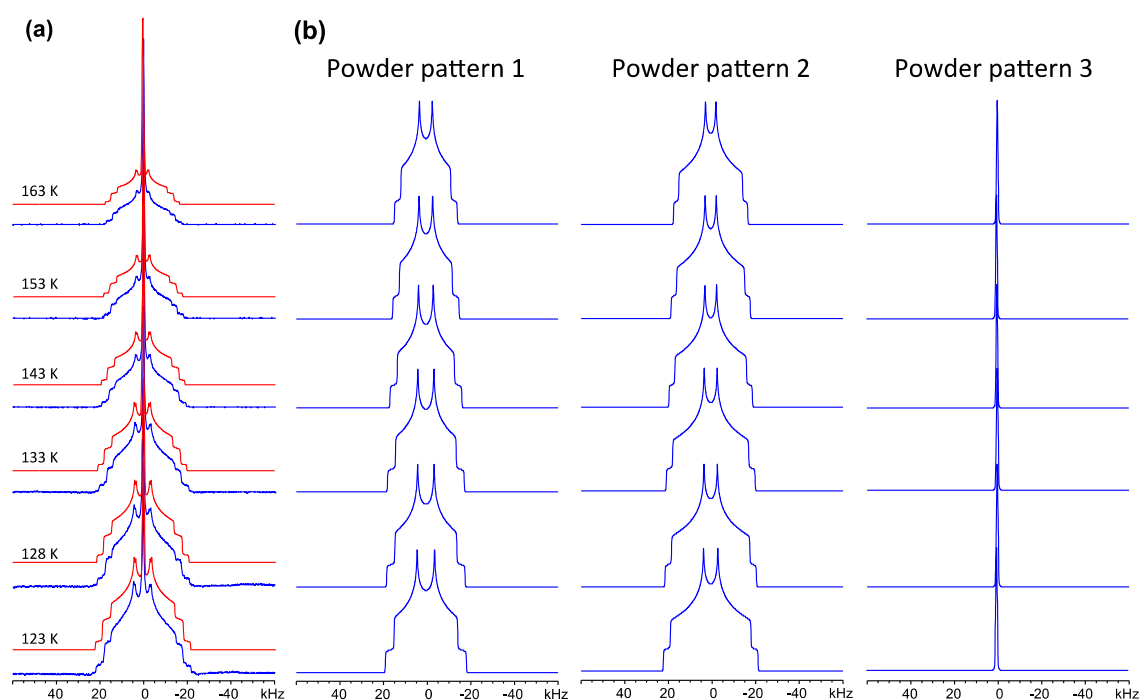 (a)
(b)
Powder pattern 1
Powder pattern 2
Powder pattern 3
163 K
153 K
143 K
133 K
128 K
123 K
40 20 0 -20 -40 kHz
40 20 0 -20 -40 kHz
40 20 0 -20 -40 kHz
40 20 0 -20 -40 kHz